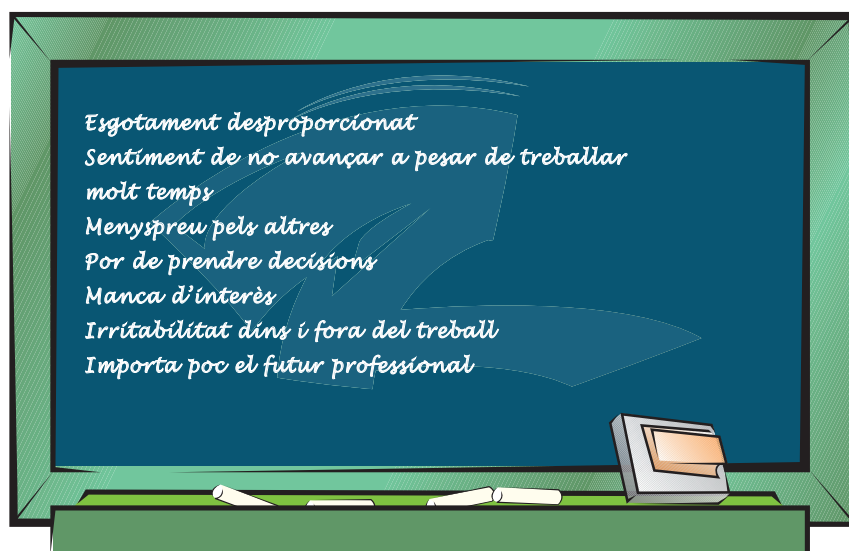 Esgotament desproporcionat
Sentiment de no avançar a pesar de treballar
molt temps
Menyspreu pels altres
Por de prendre decisions
Manca d'interès
Irritabilitat dins i fora del treball
Importa poc el futur professional